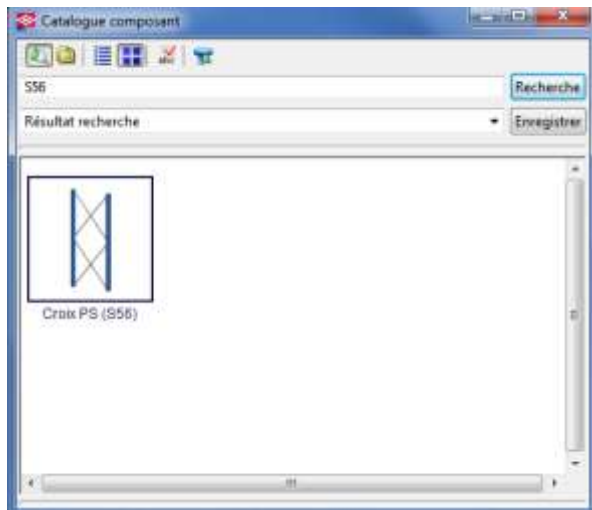 Catalogue composant
S56
Recherche
Résultat recherche
Enregistrer
Croix PS (S56)